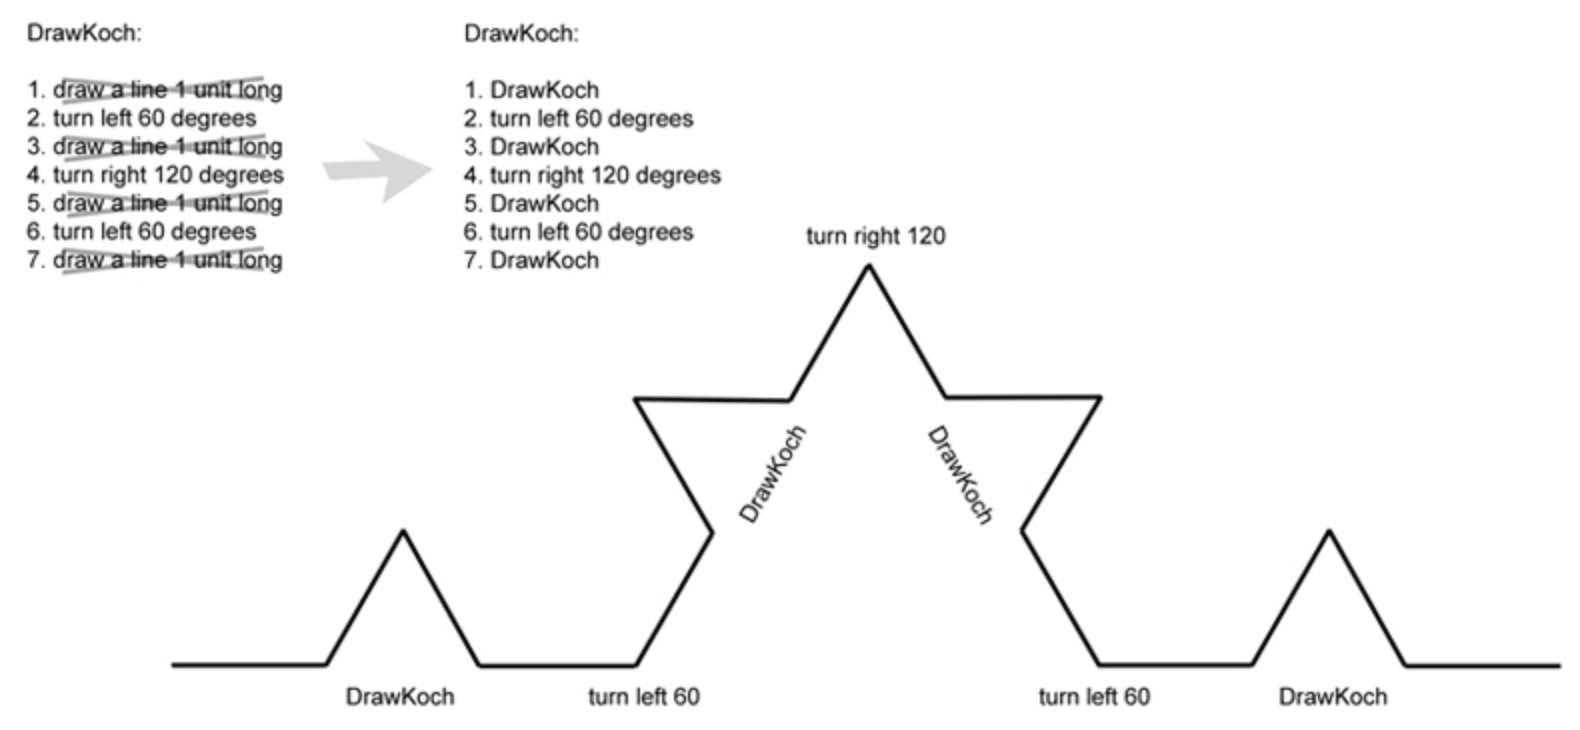 DrawKoch:
1. draw a line 1 unit long
2. turn left 60 degrees
3. draw a line 1 unit long
4. turn right 120 degrees
5. draw a line 1 unit long
6. turn left 60 degrees
7. draw a line 1 unit long
DrawKoch:
1. DrawKoch
2. turn left 60 degrees
3. DrawKoch
4. turn right 120 degrees
5. DrawKoch
6. turn left 60 degrees
7. DrawKoch
turn right 120
DrawKoch
DrawKoch
DrawKoch
turn left 60
turn left 60
DrawKoch